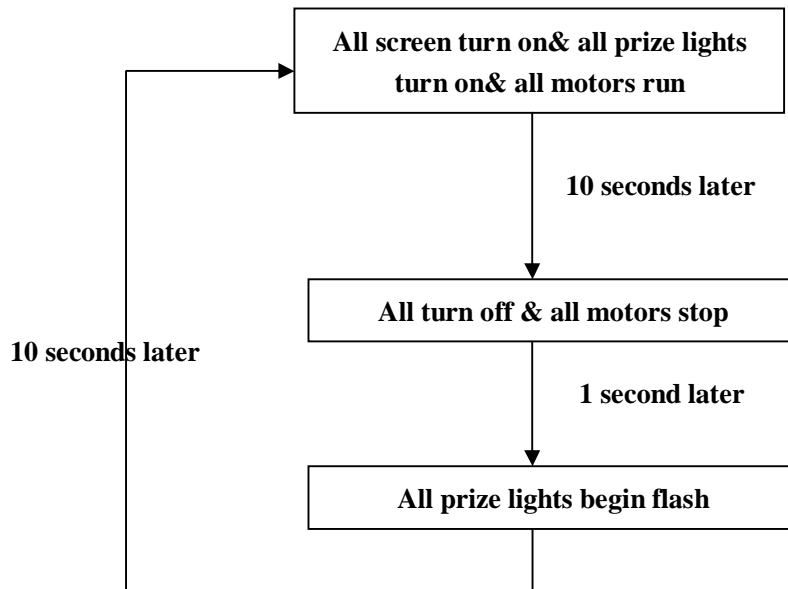 All screen turn on& all prize lights
turn on& all motors run
10 seconds later
All turn off & all motors stop
10 seconds later
1 second later
All prize lights begin flash